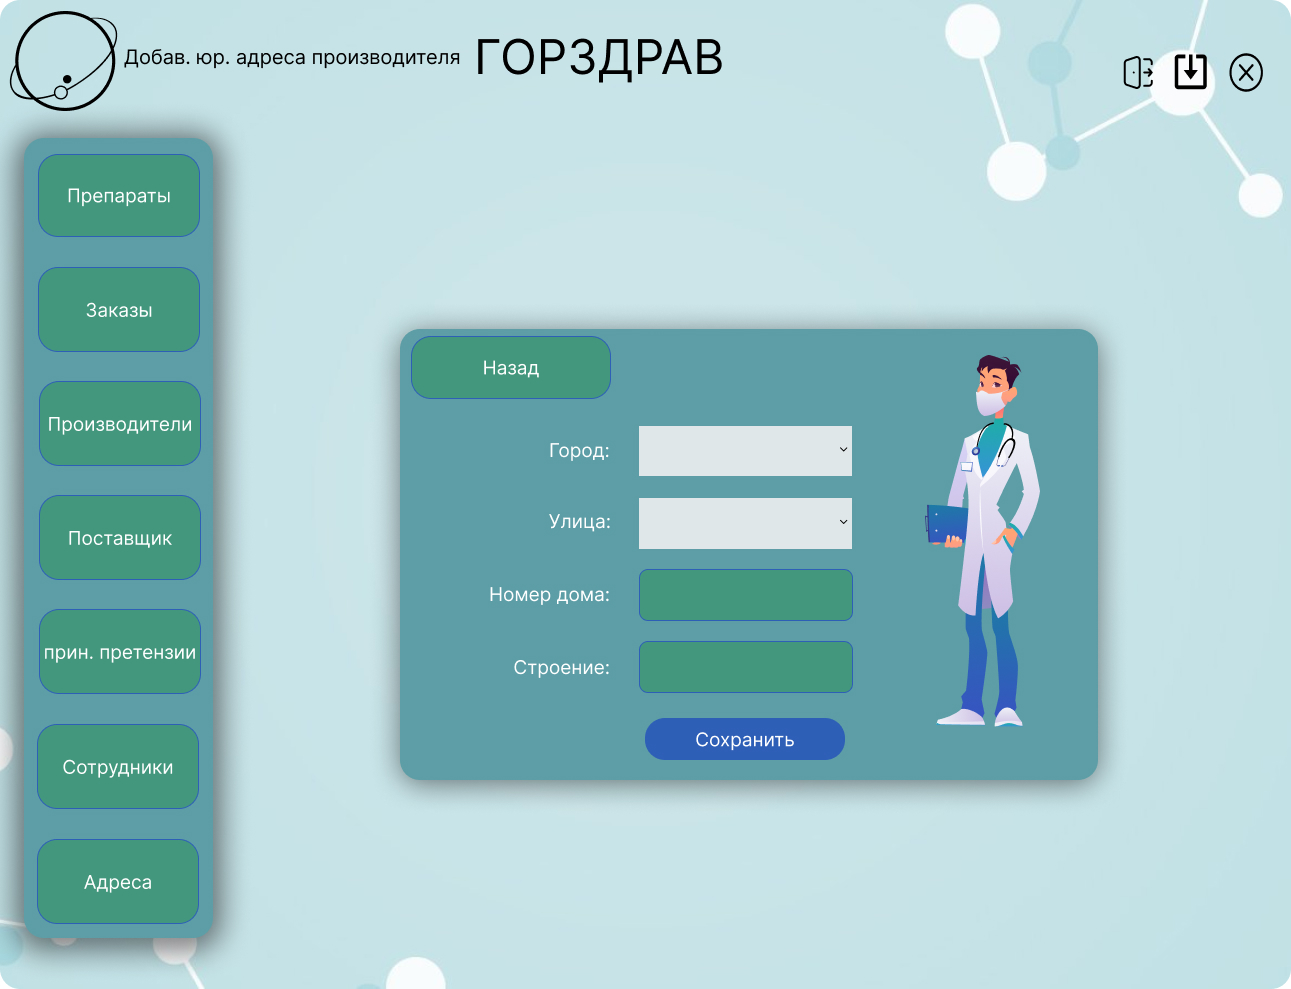 Добав. юр. адреса производителя
ГОРЗДРАВ
Препараты
Заказы
Производители
Поставщик
прин. претензии
Сотрудники
Адреса
Назад
Город:
Улица:
Номер дома:
Строение:
Сохранить